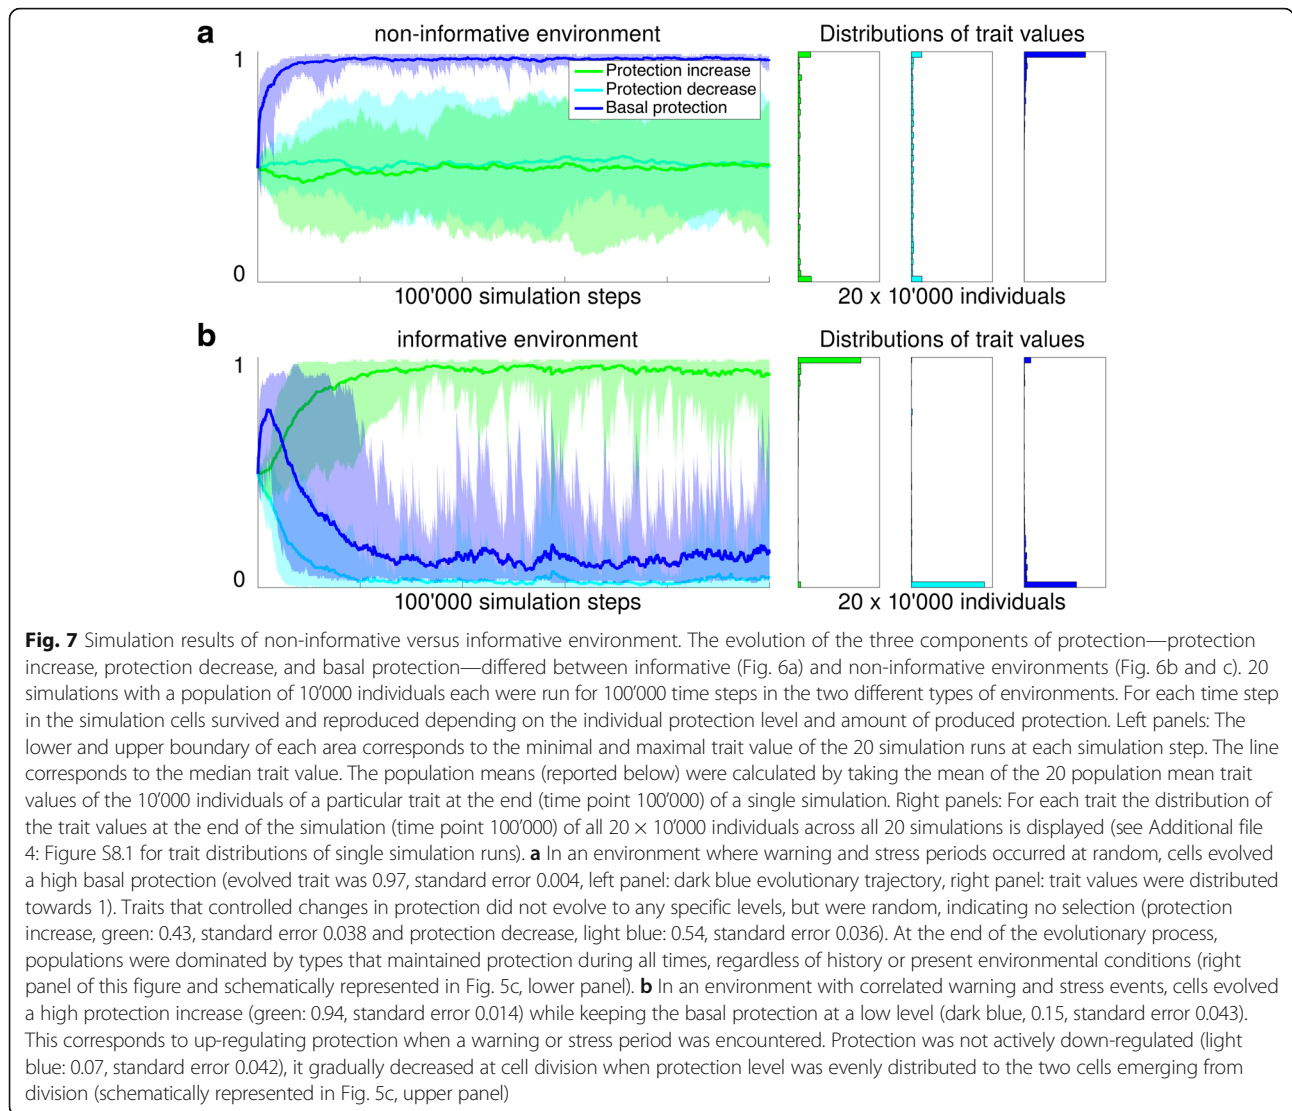 a
non-informative environment
Distributions of trait values
1
Protection increase
Protection decrease
Basal protection
0
100'000 simulation steps
20 x 10'000 individuals
b
informative environment
Distributions of trait values
1
0
100'000 simulation steps
20 x 10'000 individuals
Fig. 7 Simulation results of non-informative versus informative environment. The evolution of the three components of protection—protection
increase, protection decrease, and basal protection—differed between informative (Fig. 6a) and non-informative environments (Fig. 6b and c). 20
simulations with a population of 10'000 individuals each were run for 100'000 time steps in the two different types of environments. For each time step
in the simulation cells survived and reproduced depending on the individual protection level and amount of produced protection. Left panels: The
lower and upper boundary of each area corresponds to the minimal and maximal trait value of the 20 simulation runs at each simulation step. The line
corresponds to the median trait value. The population means (reported below) were calculated by taking the mean of the 20 population mean trait
values of the 10'000 individuals of a particular trait at the end (time point 100'000) of a single simulation. Right panels: For each trait the distribution of
the trait values at the end of the simulation (time point 100'000) of all 20 × 10'000 individuals across all 20 simulations is displayed (see Additional file
4: Figure S8.1 for trait distributions of single simulation runs). a In an environment where warning and stress periods occurred at random, cells evolved
a high basal protection (evolved trait was 0.97, standard error 0.004, left panel: dark blue evolutionary trajectory, right panel: trait values were distributed
towards 1). Traits that controlled changes in protection did not evolve to any specific levels, but were random, indicating no selection (protection
increase, green: 0.43, standard error 0.038 and protection decrease, light blue: 0.54, standard error 0.036). At the end of the evolutionary process,
populations were dominated by types that maintained protection during all times, regardless of history or present environmental conditions (right
panel of this figure and schematically represented in Fig. 5c, lower panel). b In an environment with correlated warning and stress events, cells evolved
a high protection increase (green: 0.94, standard error 0.014) while keeping the basal protection at a low level (dark blue, 0.15, standard error 0.043).
This corresponds to up-regulating protection when a warning or stress period was encountered. Protection was not actively down-regulated (light
blue: 0.07, standard error 0.042), it gradually decreased at cell division when protection level was evenly distributed to the two cells emerging from
division (schematically represented in Fig. 5c, upper panel)